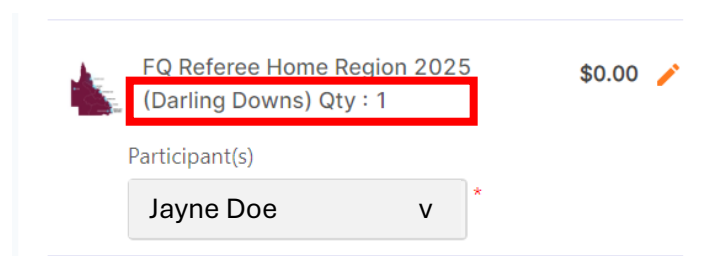 FQ Referee Home Region 2025 $0.00
(Darling Downs) Qty : 1
Participant(s)
Jayne Doe v *